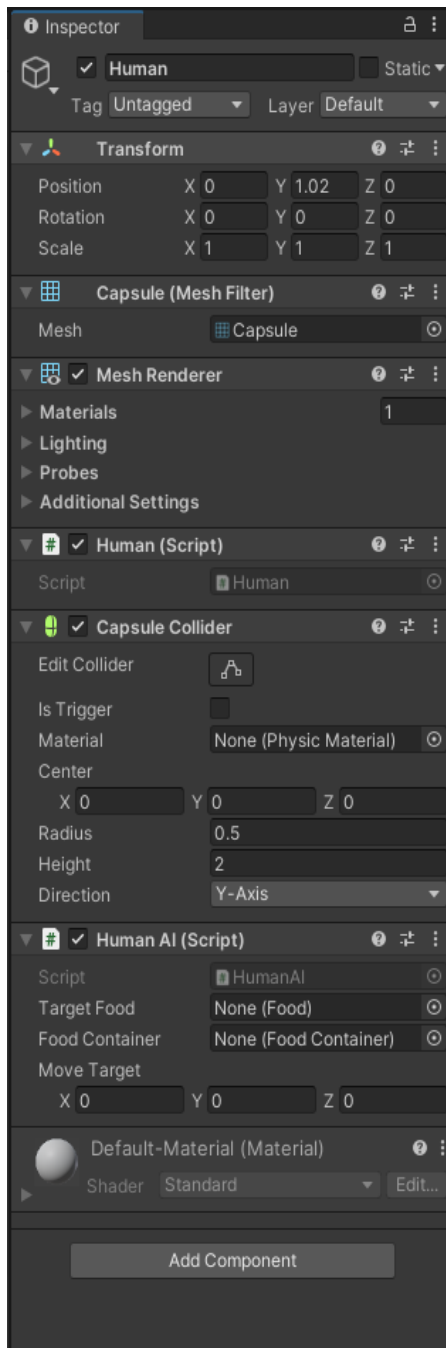 Inspector
Human Static
Tag Untagged Layer Default
Transform
Position X 0 Y 1.02 Z 0
Rotation X 0 Y 0 Z 0
Scale X 1 Y 1 Z 1
Capsule (Mesh Filter)
Mesh Capsule
Mesh Renderer
Materials 1
Lighting
Probes
Additional Settings
# Human (Script)
Script # Human
Capsule Collider
Edit Collider
Is Trigger
Material None (Physic Material)
Center
X 0 Y 0 Z 0
Radius 0.5
Height 2
Direction Y-Axis
# Human AI (Script)
Script # HumanAI
Target Food None (Food)
Food Container None (Food Container)
Move Target
X 0 Y 0 Z 0
Default-Material (Material)
Shader Standard Edit...
Add Component